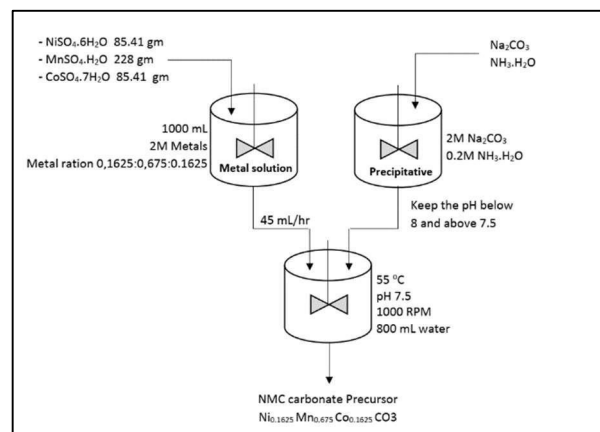 - NiSO₄.6H₂O 85.41 gm
- MnSO₄.H₂O 228 gm
- CoSO₄.7H₂O 85.41 gm
Na₂CO₃
NH₃.H₂O
1000 mL
2M Metals
Metal ration 0,1625:0,675:0.1625
Metal solution
Precipitative
2M Na₂CO₃
0.2M NH₃.H₂O
45 mL/hr
Keep the pH below
8 and above 7.5
55 °C
pH 7.5
1000 RPM
800 mL water
NMC carbonate Precursor
Ni₀.₁₆₂₅ Mn₀.₆₇₅ Co₀.₁₆₂₅ CO3